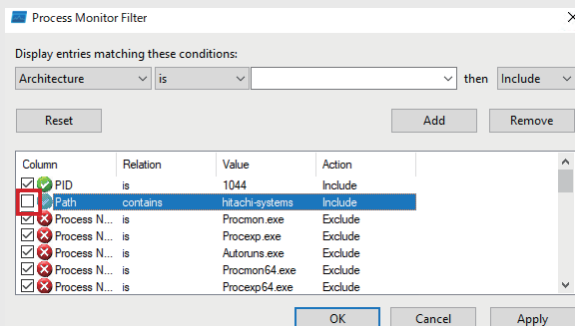 Process Monitor Filter
Display entries matching these conditions:
Architecture is then Include
Reset Add Remove
Column Relation Value Action
PID is 1044 Include
Path contains hitachi-systems Include
Process N... is Procmon.exe Exclude
Process N... is Procexp.exe Exclude
Process N... is Autoruns.exe Exclude
Process N... is Procmon64.exe Exclude
Process N... is Procexp64.exe Exclude
OK Cancel Apply